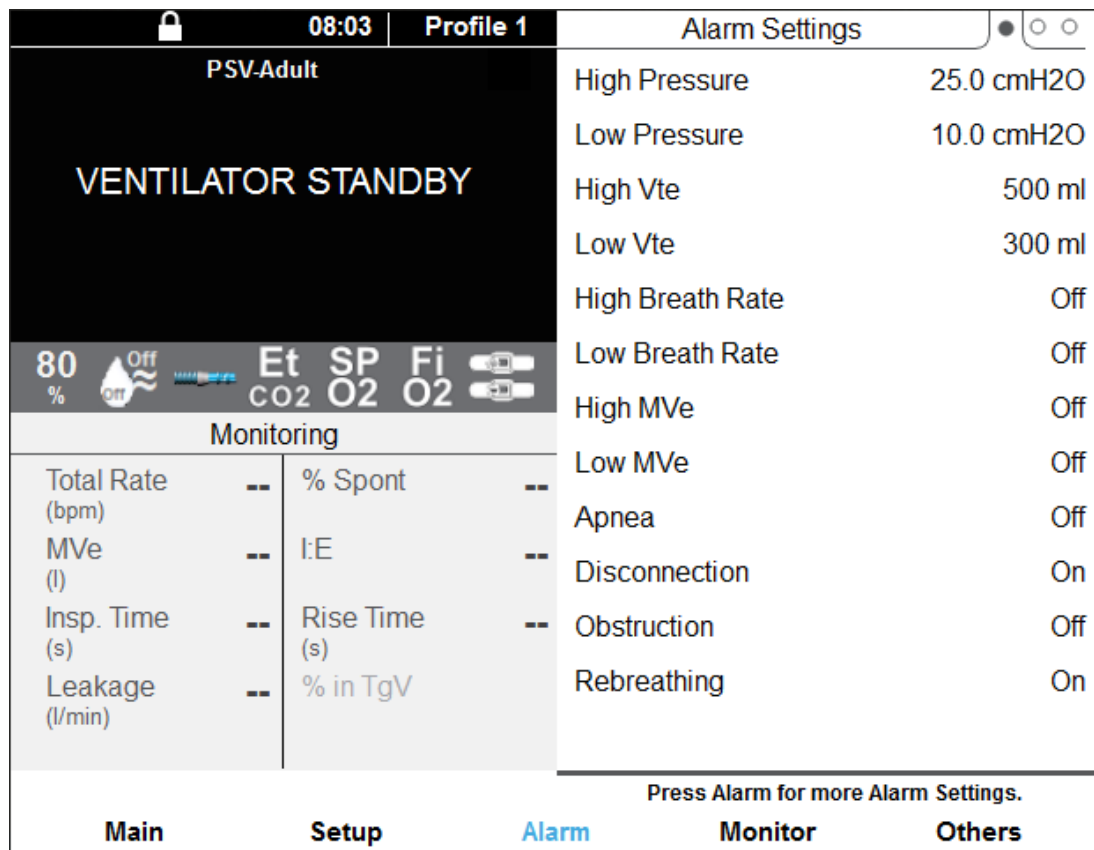 08:03 Profile 1
PSV-Adult
VENTILATOR STANDBY
80 % Off Off Et CO2 SP O2 Fi O2
Monitoring
Total Rate -- % Spont --
(bpm)
MVe -- I:E --
(l)
Insp. Time -- Rise Time --
(s) (s)
Leakage -- % in TgV
(l/min)
Alarm Settings
High Pressure 25.0 cmH2O
Low Pressure 10.0 cmH2O
High Vte 500 ml
Low Vte 300 ml
High Breath Rate Off
Low Breath Rate Off
High MVe Off
Low MVe Off
Apnea Off
Disconnection On
Obstruction Off
Rebreathing On
Press Alarm for more Alarm Settings.
Main Setup Alarm Monitor Others